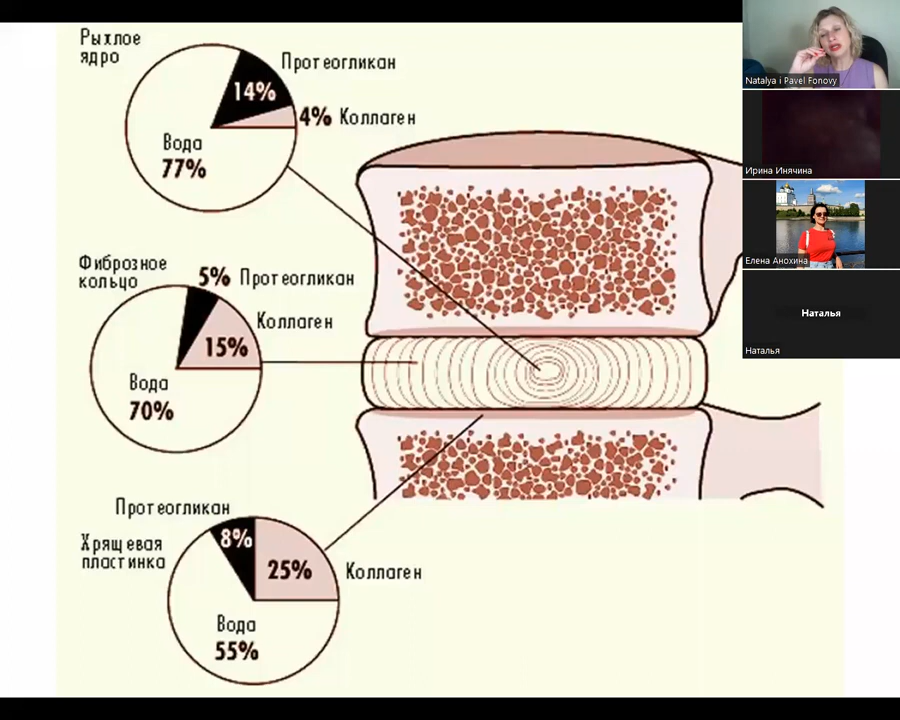 Рыхлое
ядро
Протеогликан
14%
4% Коллаген
Вода
77%
Фиброзное
кольцо
5% Протеогликан
Коллаген
15%
Вода
70%
Протеогликан
Хрящевая
пластинка
8%
25%
Коллаген
Вода
55%
Natalya i Pavel Fonovy
Ирина Инячина
Елена Анохина
Наталья
Наталья